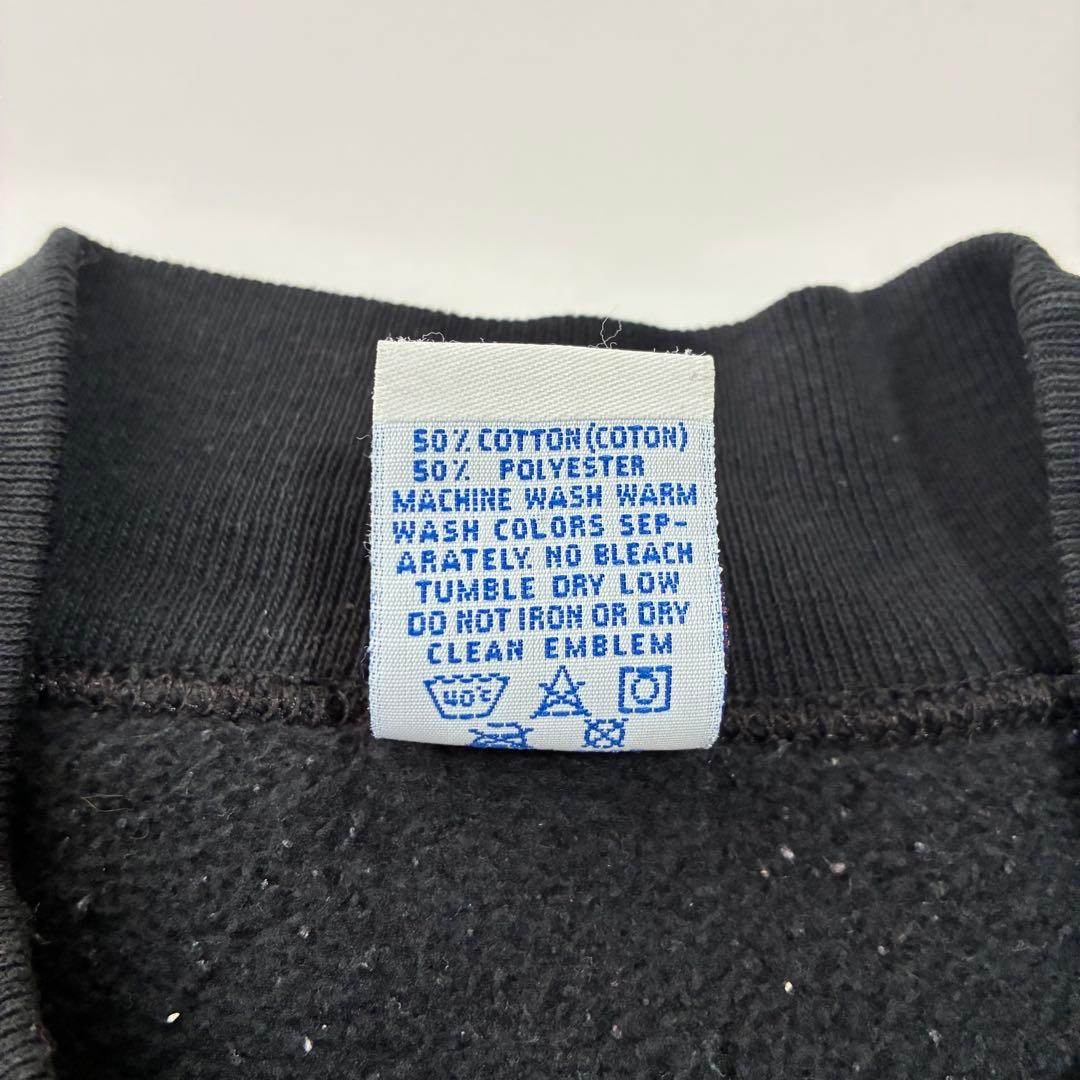 50% COTTON (COTON)
50% POLYESTER
MACHINE WASH WARM
WASH COLORS SEP-
ARATELY. NO BLEACH
TUMBLE DRY LOW
DO NOT IRON OR DRY
CLEAN EMBLEM
40°C